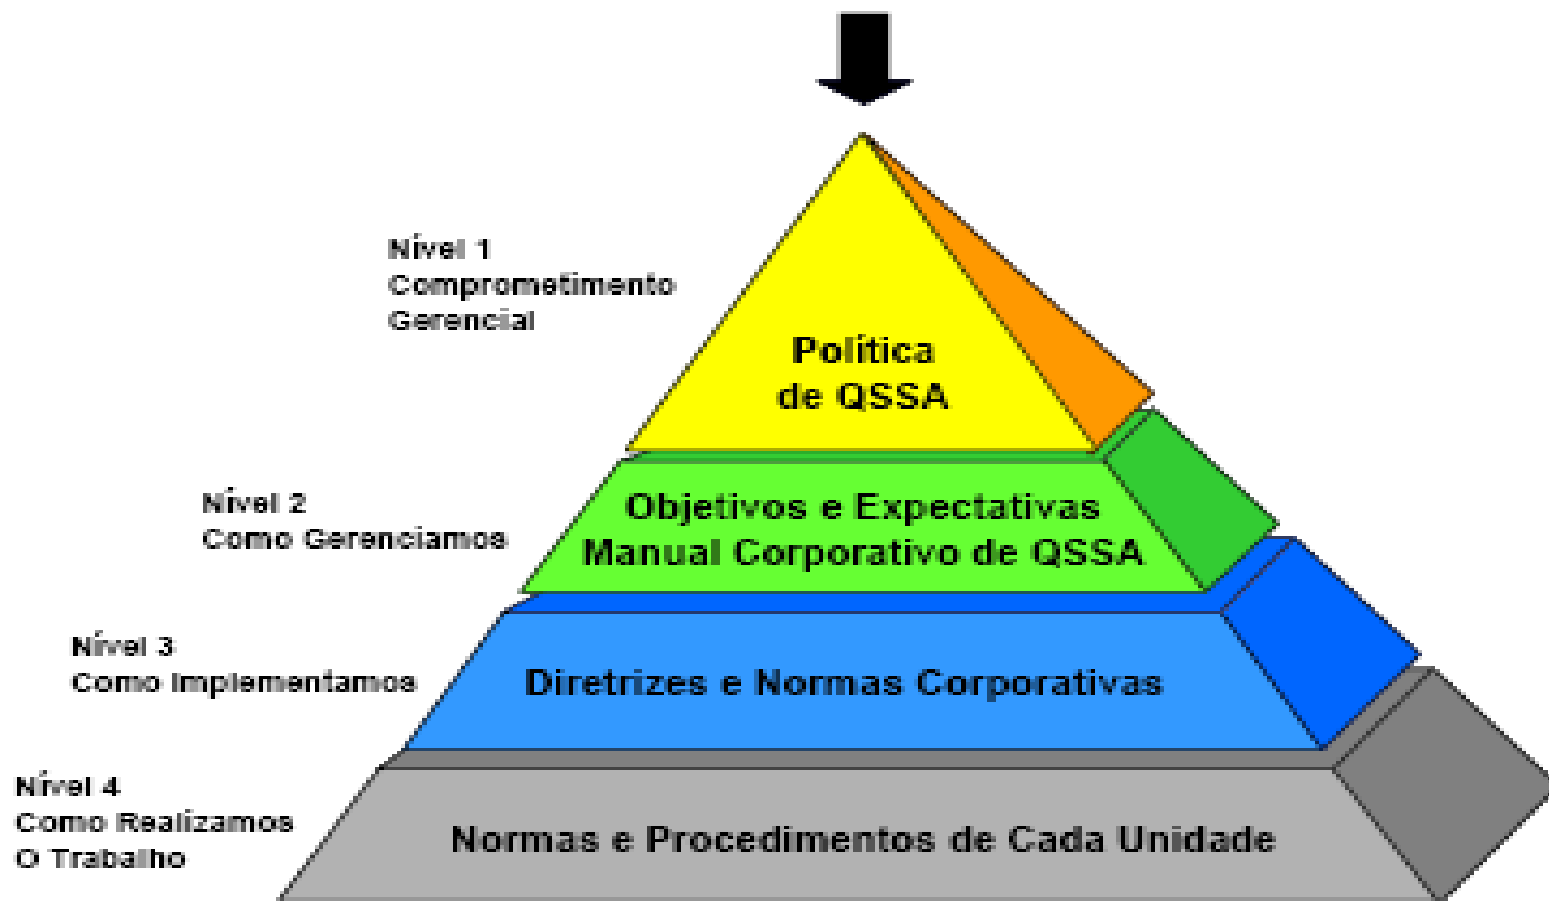 Nível 1
Comprometimento
Gerencial
Política
de QSSA
Nível 2
Como Gerenciamos
Objetivos e Expectativas
Manual Corporativo de QSSA
Nível 3
Como Implementamos
Diretrizes e Normas Corporativas
Nível 4
Como Realizamos
O Trabalho
Normas e Procedimentos de Cada Unidade